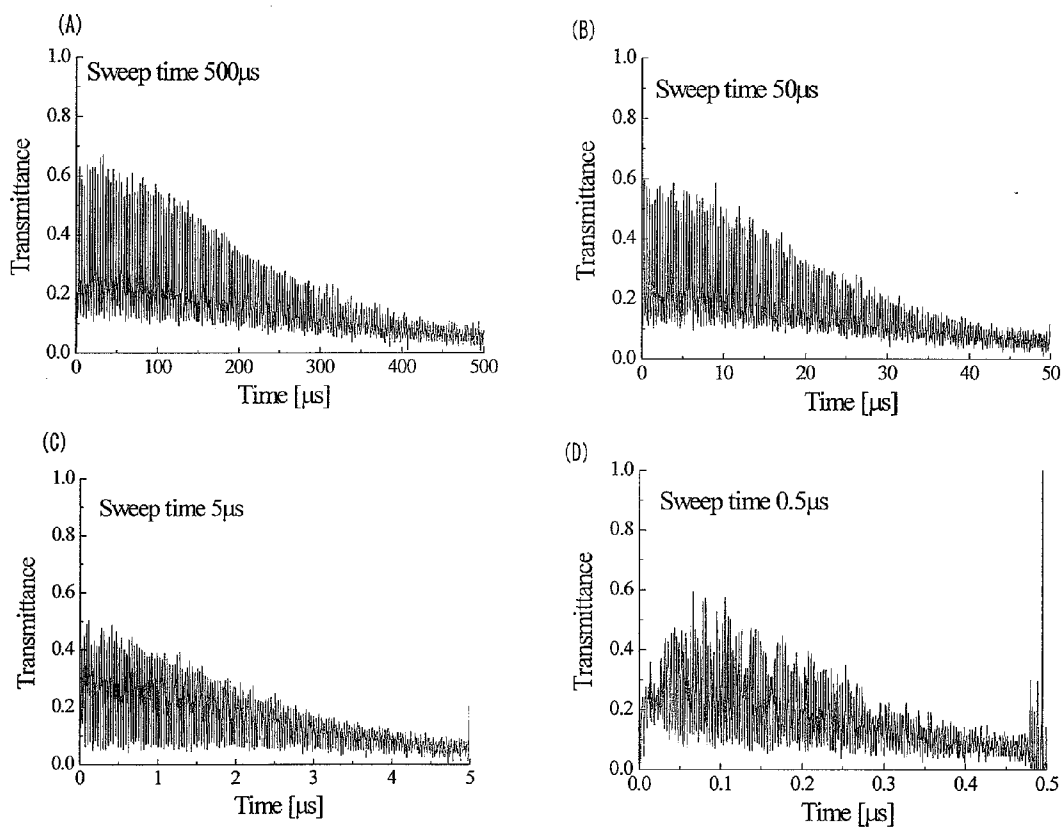 (A)
Sweep time 500μs
Transmittance
1.0
0.8
0.6
0.4
0.2
0.0
0 100 200 300 400 500
Time [μs]
(B)
Sweep time 50μs
Transmittance
1.0
0.8
0.6
0.4
0.2
0.0
0 10 20 30 40 50
Time [μs]
(C)
Sweep time 5μs
Transmittance
1.0
0.8
0.6
0.4
0.2
0.0
0 1 2 3 4 5
Time [μs]
(D)
Sweep time 0.5μs
Transmittance
1.0
0.8
0.6
0.4
0.2
0.0
0.0 0.1 0.2 0.3 0.4 0.5
Time [μs]